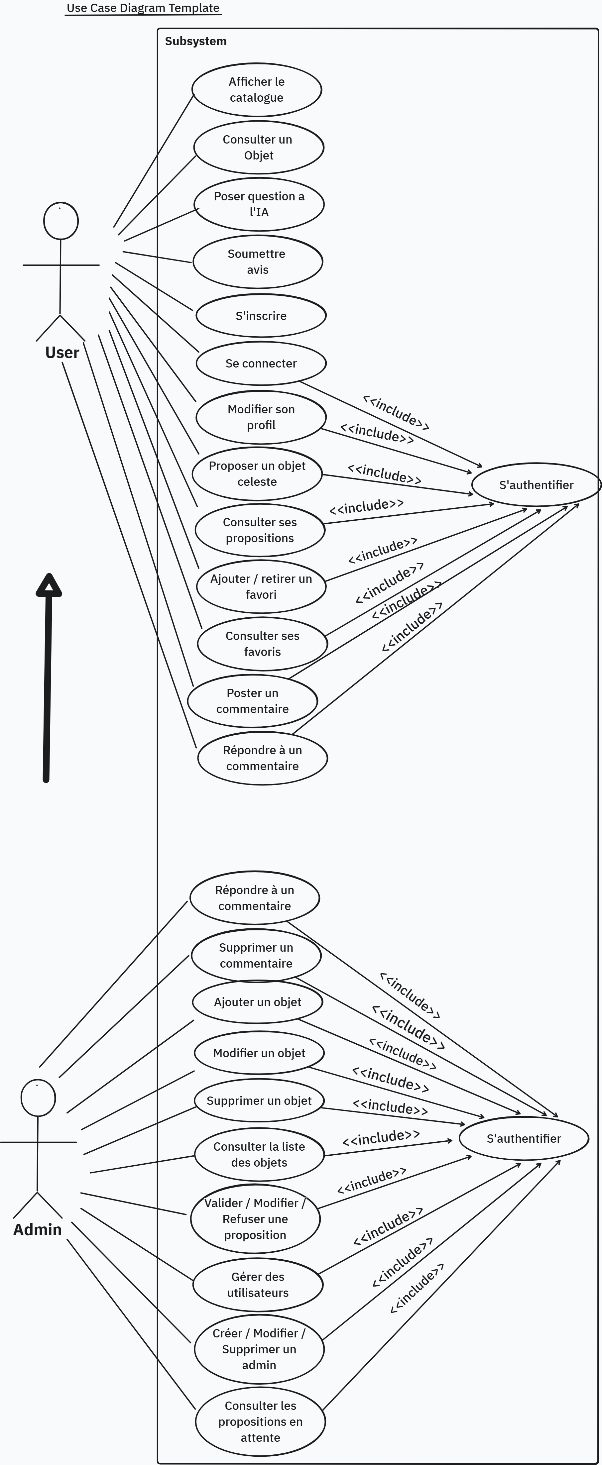 Use Case Diagram Template
Subsystem
Afficher le
catalogue
Consulter un
Objet
Poser question a
l'IA
Soumettre
avis
S'inscrire
User
Se connecter
<<include>>
Modifier son
profil
<<include>>
Proposer un objet
celeste
<<include>>
S'authentifier
Consulter ses
propositions
<<include>>
Ajouter / retirer un
favori
<<include>>
Consulter ses
favoris
<<include>>
Poster un
commentaire
<<include>>
Répondre à un
commentaire
<<include>>
Répondre à un
commentaire
<<include>>
Supprimer un
commentaire
<<include>>
Ajouter un objet
<<include>>
Modifier un objet
<<include>>
Supprimer un objet
<<include>>
S'authentifier
Consulter la liste
des objets
<<include>>
Valider / Modifier /
Refuser une
proposition
<<include>>
Admin
Gérer des
utilisateurs
<<include>>
Créer / Modifier /
Supprimer un
admin
<<include>>
Consulter les
propositions en
attente
<<include>>